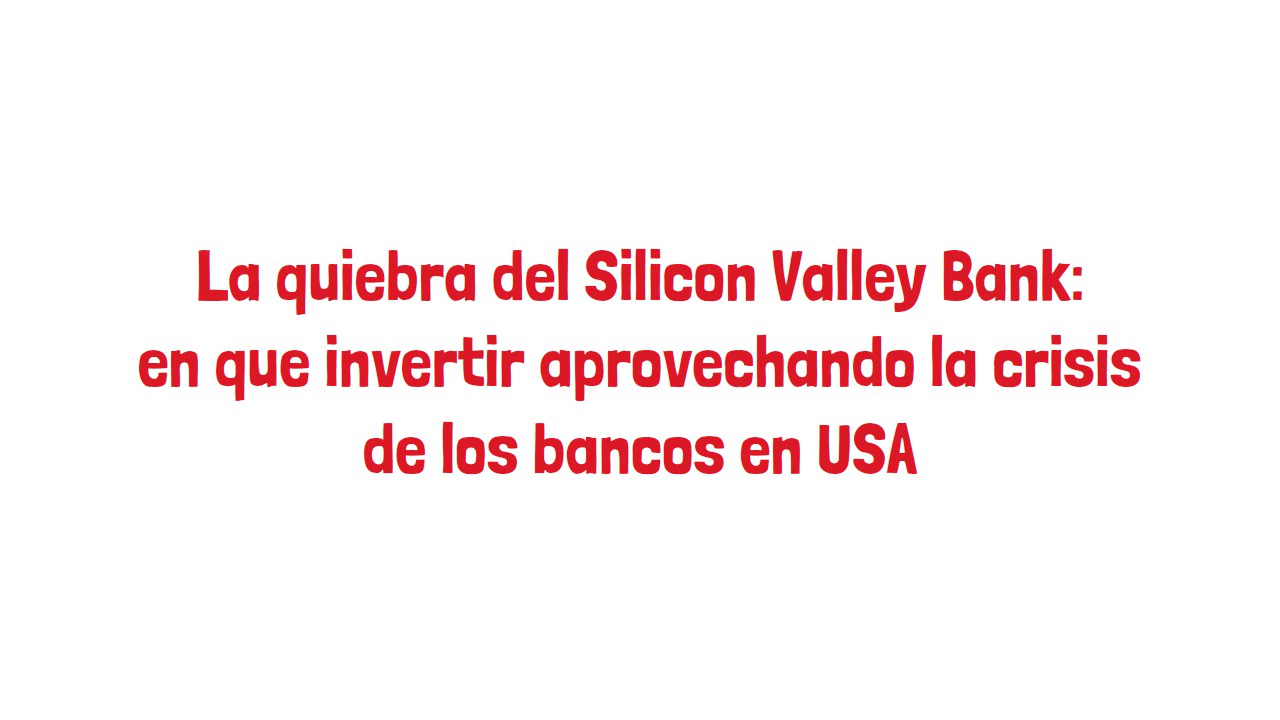 La quiebra del Silicon Valley Bank:
en que invertir aprovechando la crisis
de los bancos en USA